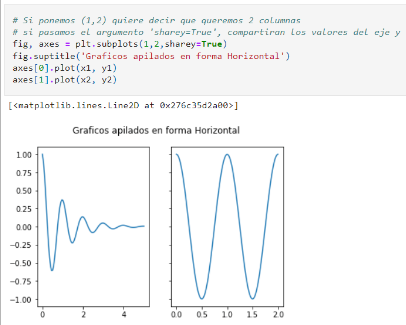 # Si ponemos (1,2) quiere decir que queremos 2 columnas
# si pasamos el argumento 'sharey=True', compartiran los valores del eje y
fig, axes = plt.subplots(1,2,sharey=True)
fig.suptitle('Graficos apilados en forma Horizontal')
axes[0].plot(x1, y1)
axes[1].plot(x2, y2)
[<matplotlib.lines.Line2D at 0x276c35d2a00>]
Graficos apilados en forma Horizontal
1.00
0.75
0.50
0.25
0.00
−0.25
−0.50
−0.75
−1.00
0 2 4
0.0 0.5 1.0 1.5 2.0